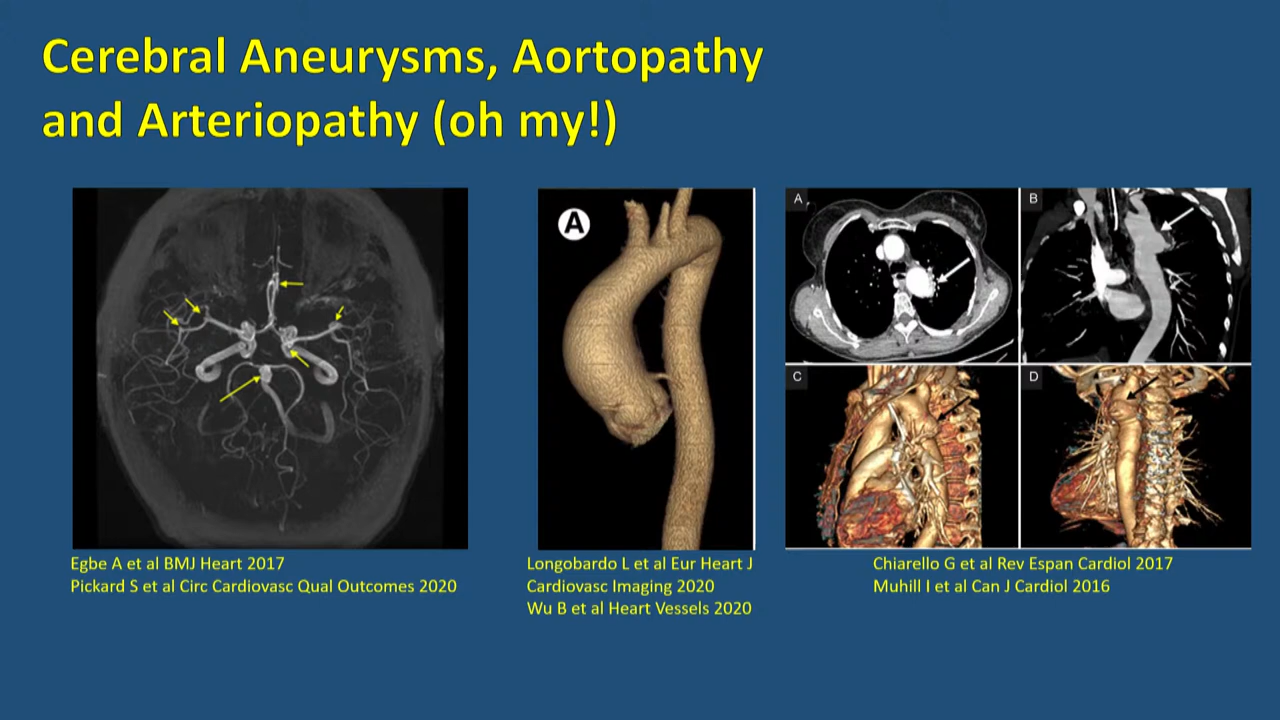 Cerebral Aneurysms, Aortopathy
and Arteriopathy (oh my!)
A
A
B
C
D
Egbe A et al BMJ Heart 2017
Pickard S et al Circ Cardiovasc Qual Outcomes 2020
Longobardo L et al Eur Heart J
Cardiovasc Imaging 2020
Wu B et al Heart Vessels 2020
Chiarello G et al Rev Espan Cardiol 2017
Muhill I et al Can J Cardiol 2016